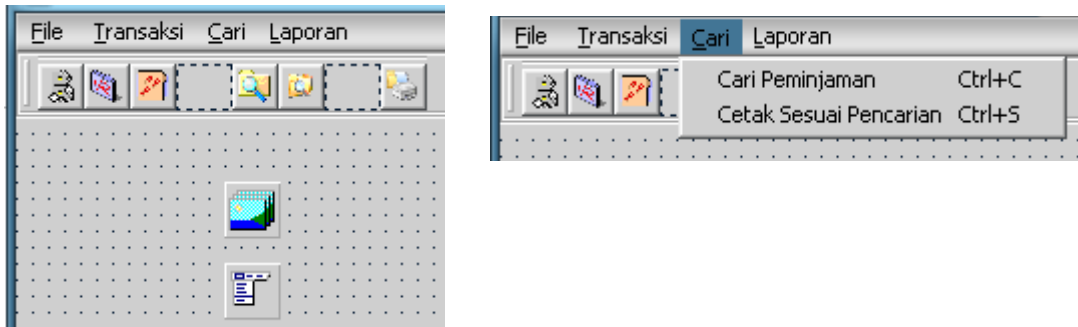 File Transaksi Cari Laporan
File Transaksi Cari Laporan
Cari Peminjaman Ctrl+C
Cetak Sesuai Pencarian Ctrl+S